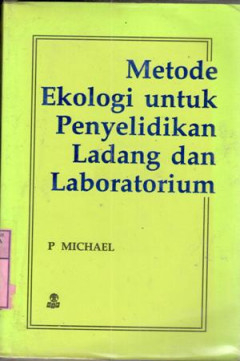 Metode
Ekologi untuk
Penyelidikan
Ladang dan
Laboratorium
P MICHAEL